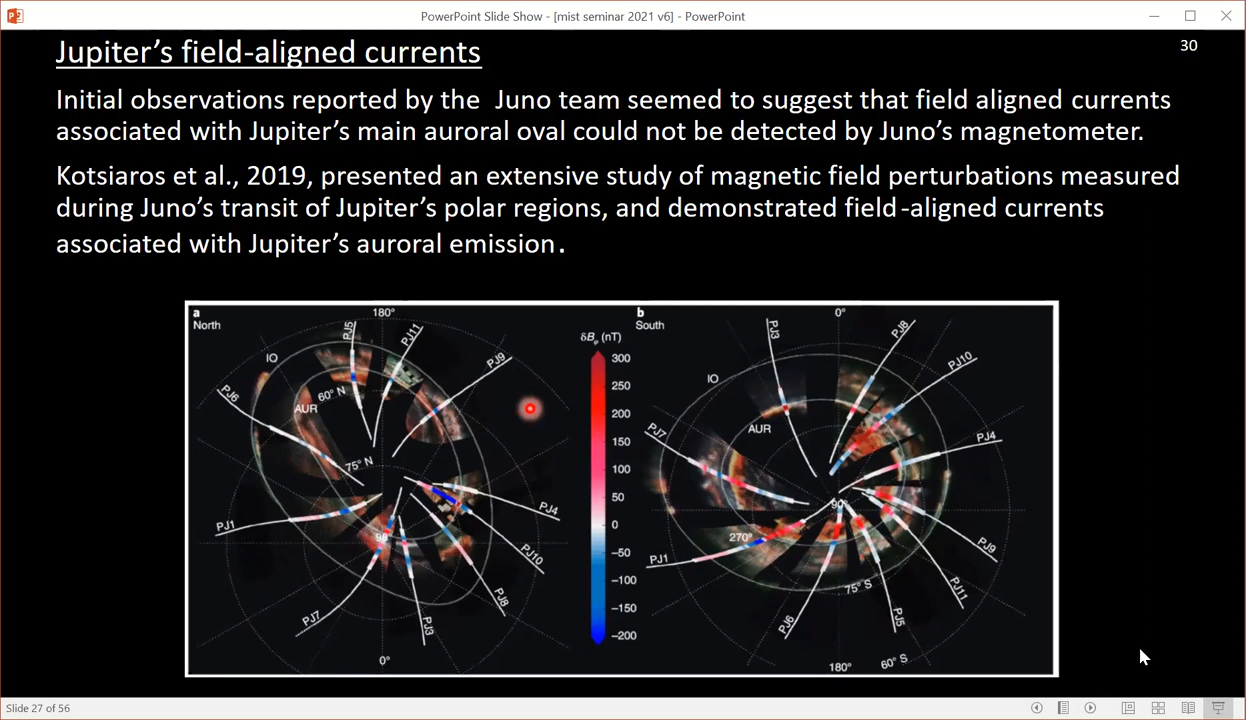 PowerPoint Slide Show - [mist seminar 2021 v6] - PowerPoint
Jupiter's field-aligned currents
30
Initial observations reported by the Juno team seemed to suggest that field aligned currents
associated with Jupiter's main auroral oval could not be detected by Juno's magnetometer.
Kotsiaros et al., 2019, presented an extensive study of magnetic field perturbations measured
during Juno's transit of Jupiter's polar regions, and demonstrated field-aligned currents
associated with Jupiter's auroral emission.
a
North
180°
PJ5
PJ11
PJ9
IO
PJ6
60° N
AUR
75° N
PJ1
PJ4
PJ10
PJ8
PJ3
PJ7
0°
δBφ (nT)
300
250
200
150
100
50
0
−50
−100
−150
−200
b
South
0°
PJ3
PJ8
PJ10
IO
PJ7
AUR
PJ4
90°
270°
PJ1
PJ9
75° S
PJ11
PJ5
PJ6
180°
60° S
Slide 27 of 56